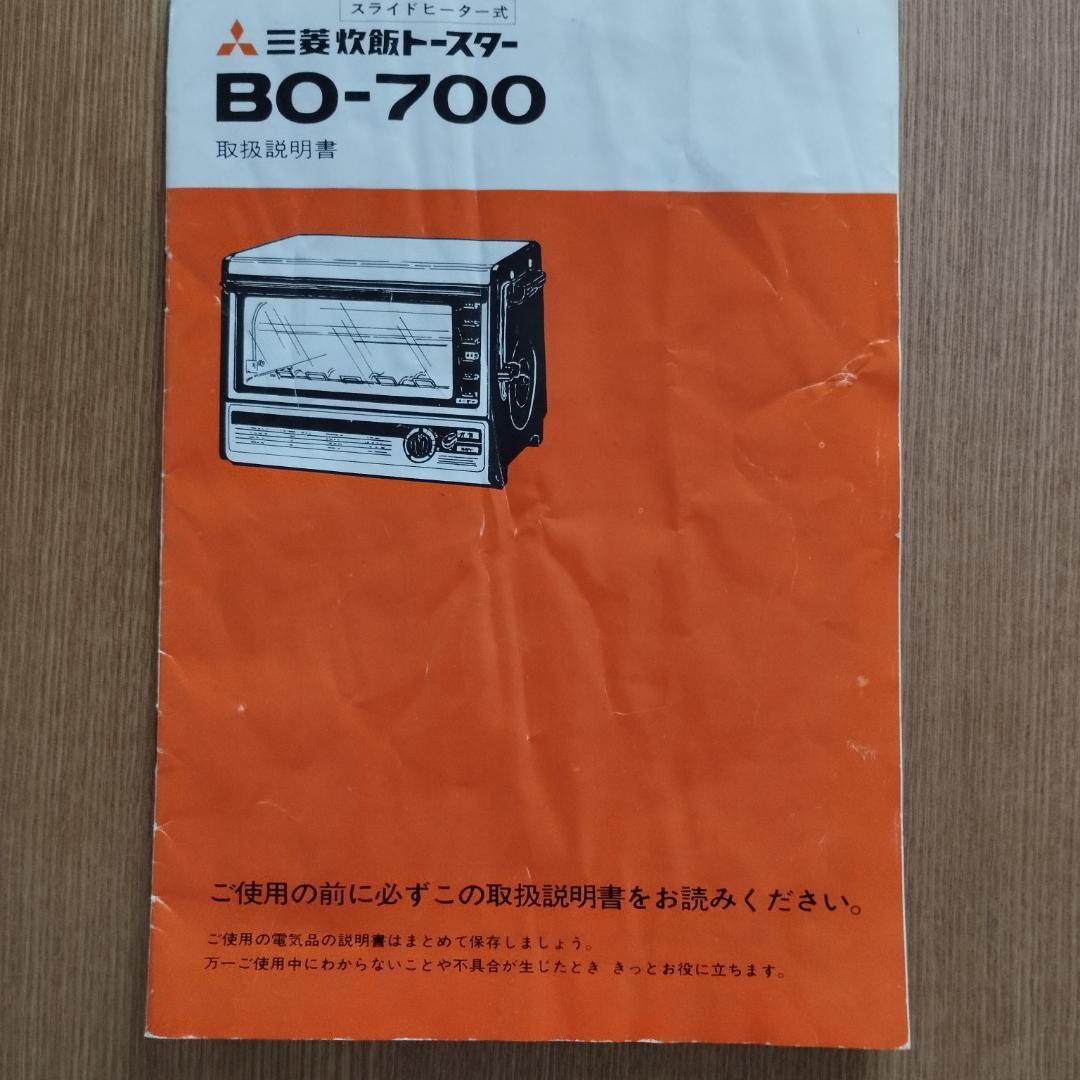 スライドヒーター式
三菱炊飯トースター
BO-700
取扱説明書
ご使用の前に必ずこの取扱説明書をお読みください。
ご使用の電気品の説明書はまとめて保存しましょう。
万一ご使用中にわからないことや不具合が生じたとき きっとお役に立ちます。